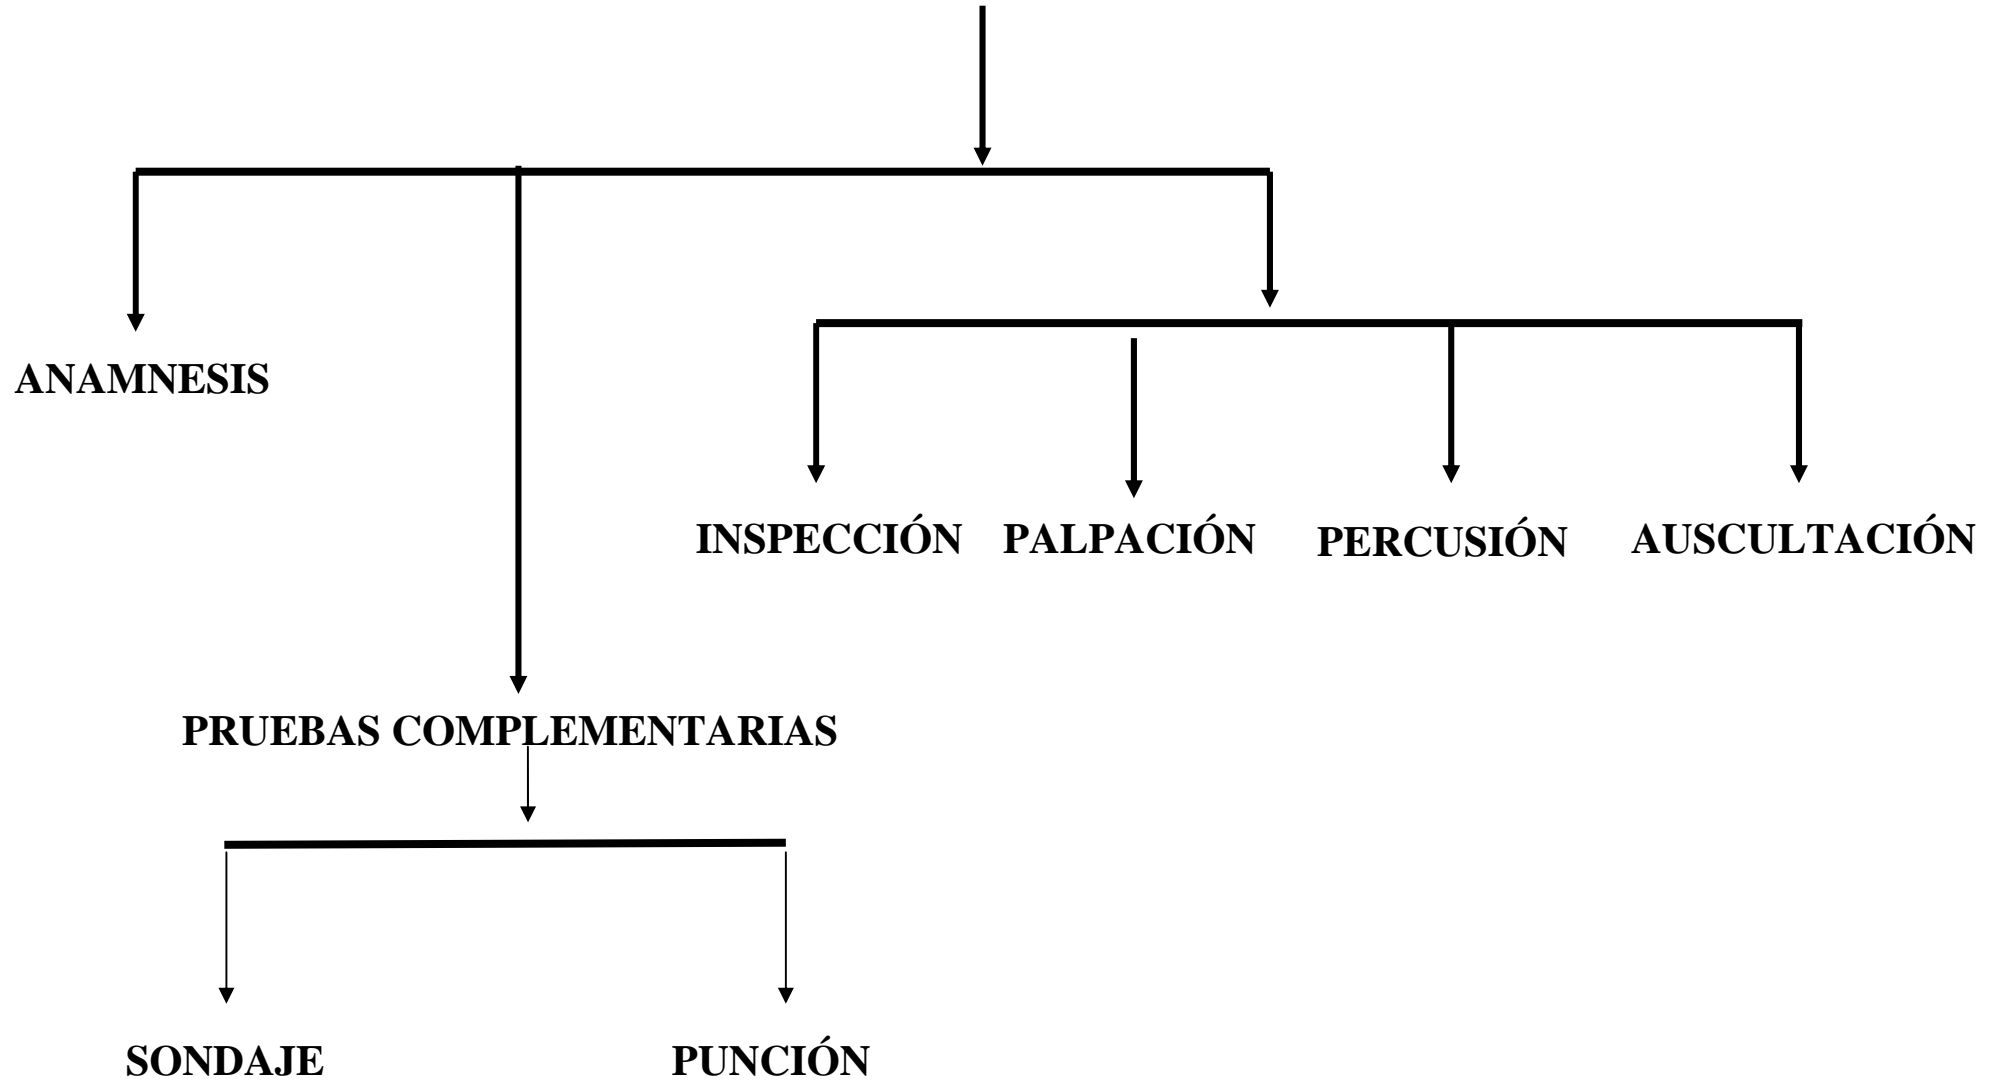 ANAMNESIS
INSPECCIÓN
PALPACIÓN
PERCUSIÓN
AUSCULTACIÓN
PRUEBAS COMPLEMENTARIAS
SONDAJE
PUNCIÓN